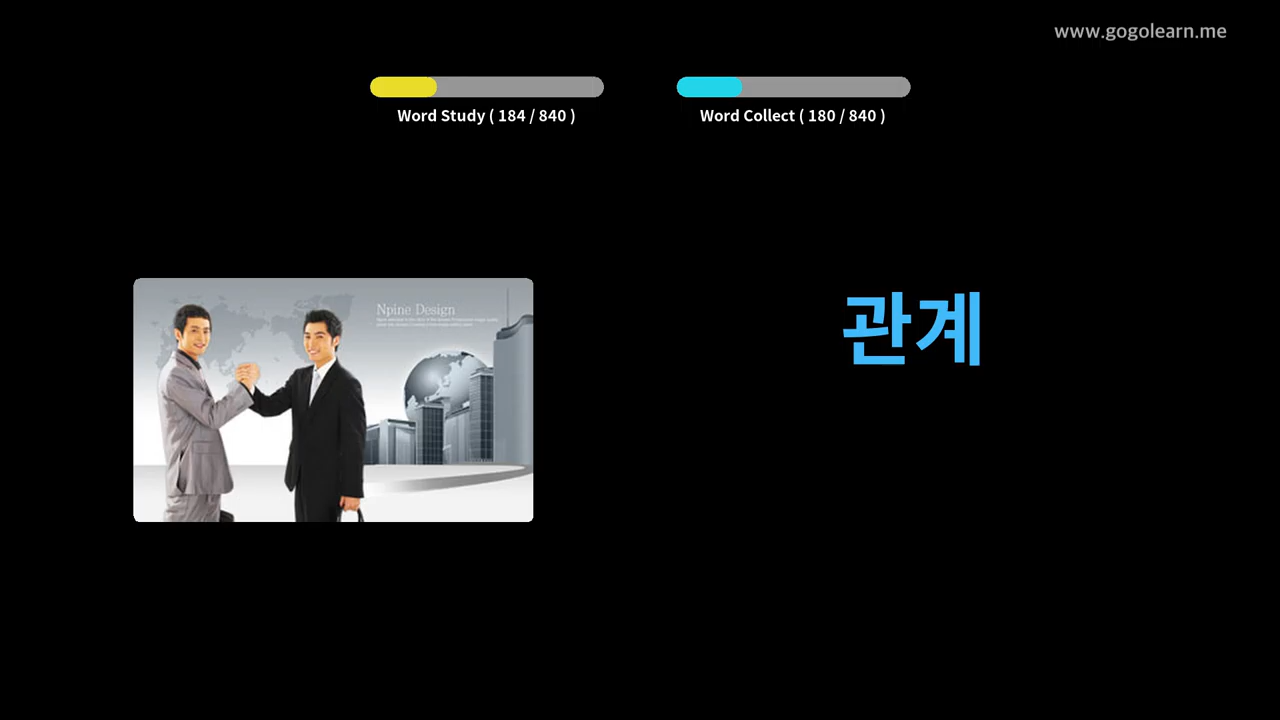 www.gogolearn.me
Word Study ( 184 / 840 )
Word Collect ( 180 / 840 )
Npine Design
관계